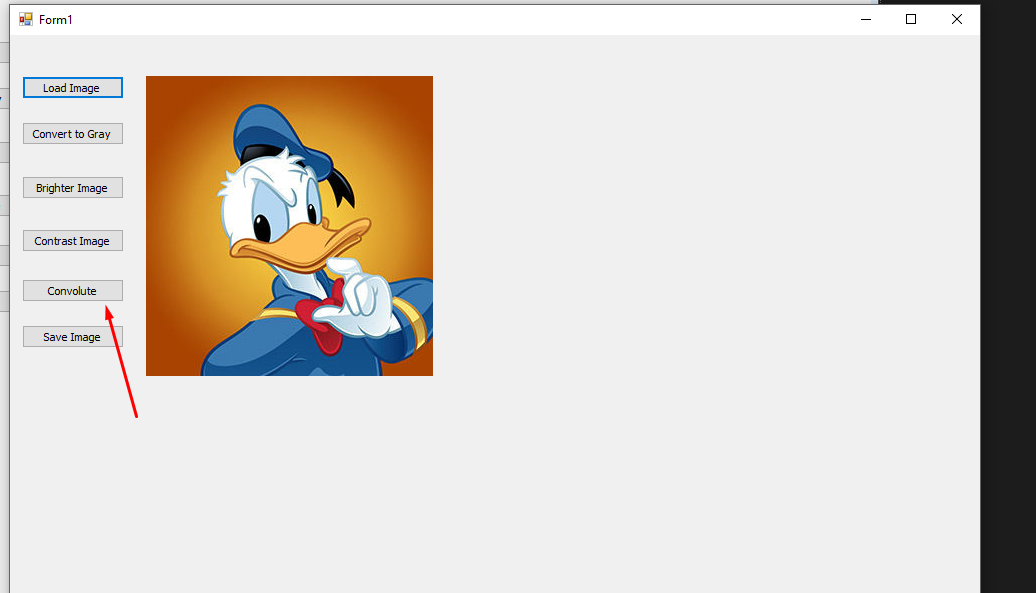 Form1
Load Image
Convert to Gray
Brighter Image
Contrast Image
Convolute
Save Image